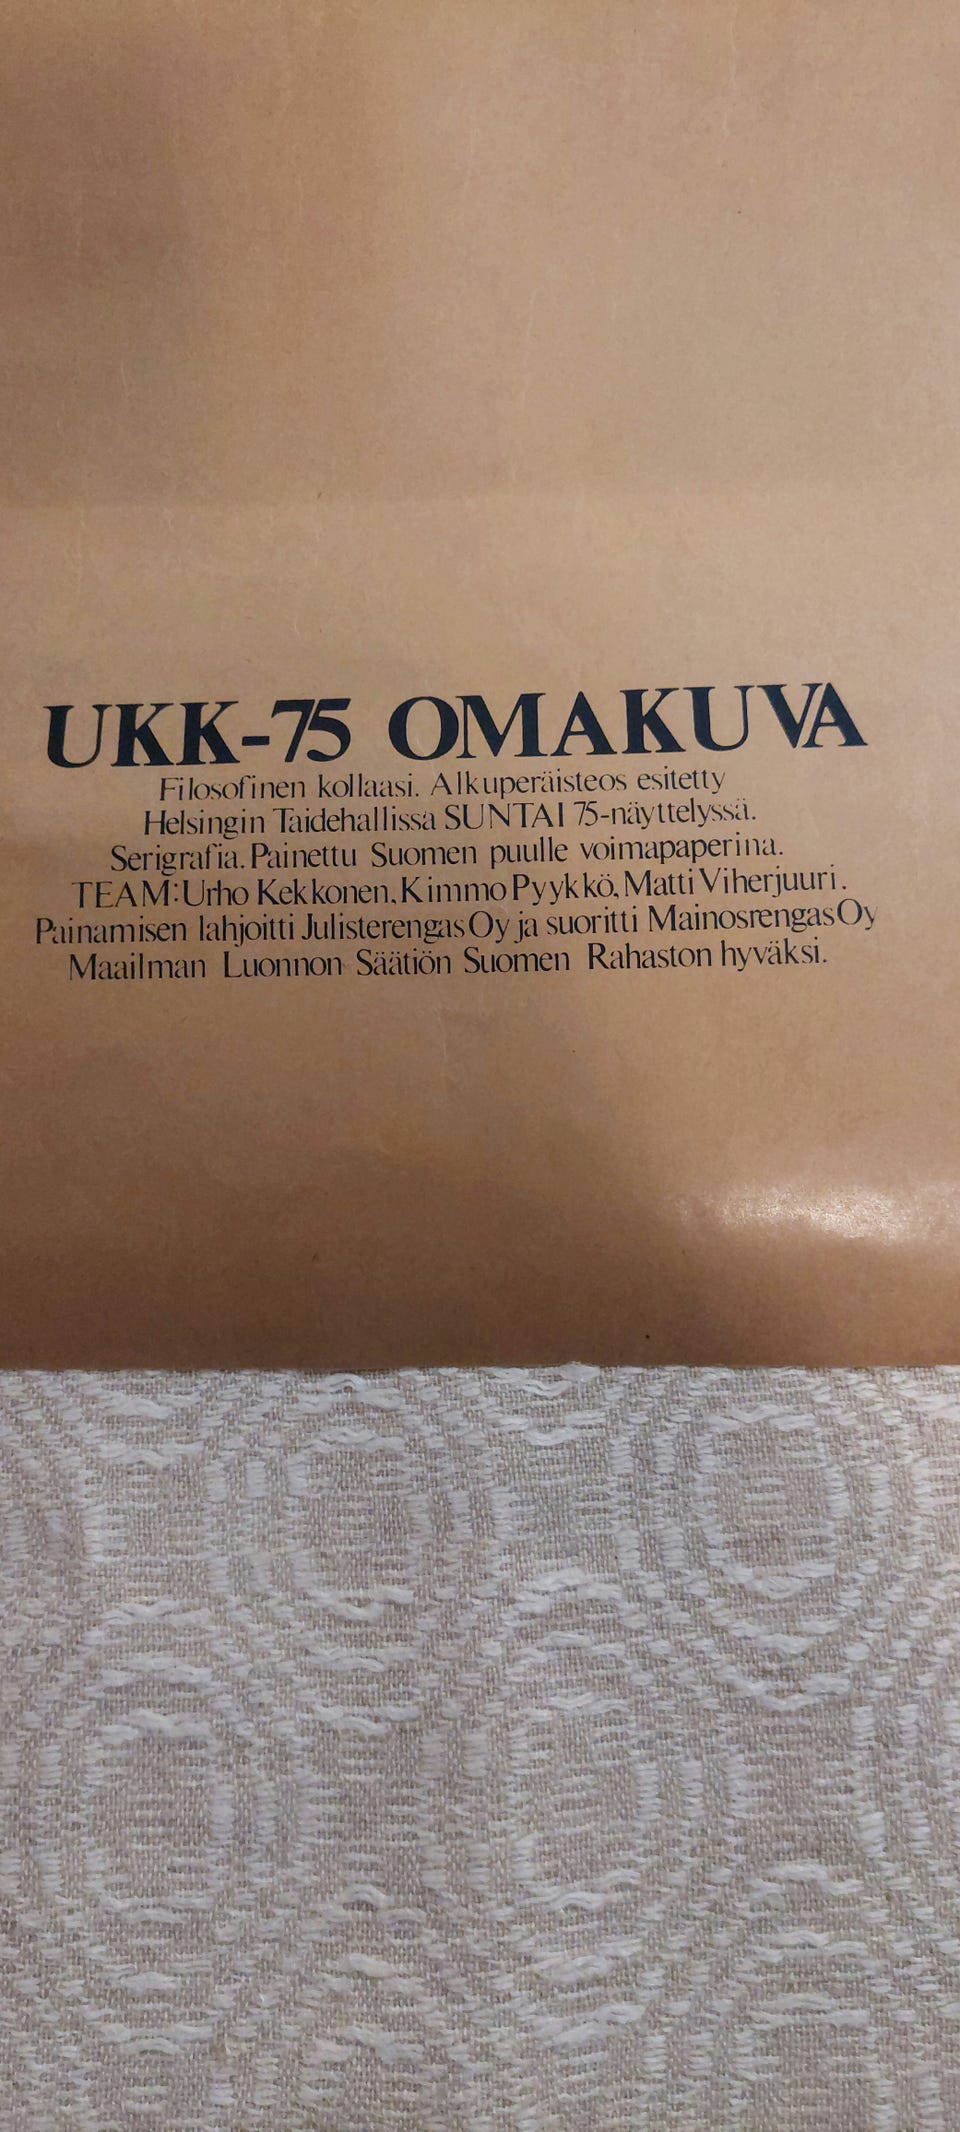 UKK-75 OMAKUVA
Filosofinen kollaasi. Alkuperäisteos esitetty
Helsingin Taidehallissa SUNTAI 75-näyttelyssä.
Serigrafia. Painettu Suomen puulle voimapaperina.
TEAM: Urho Kekkonen, Kimmo Pyykkö, Matti Viherjuuri.
Painamisen lahjoitti Julisterengas Oy ja suoritti Mainosrengas Oy
Maailman Luonnon Säätiön Suomen Rahaston hyväksi.